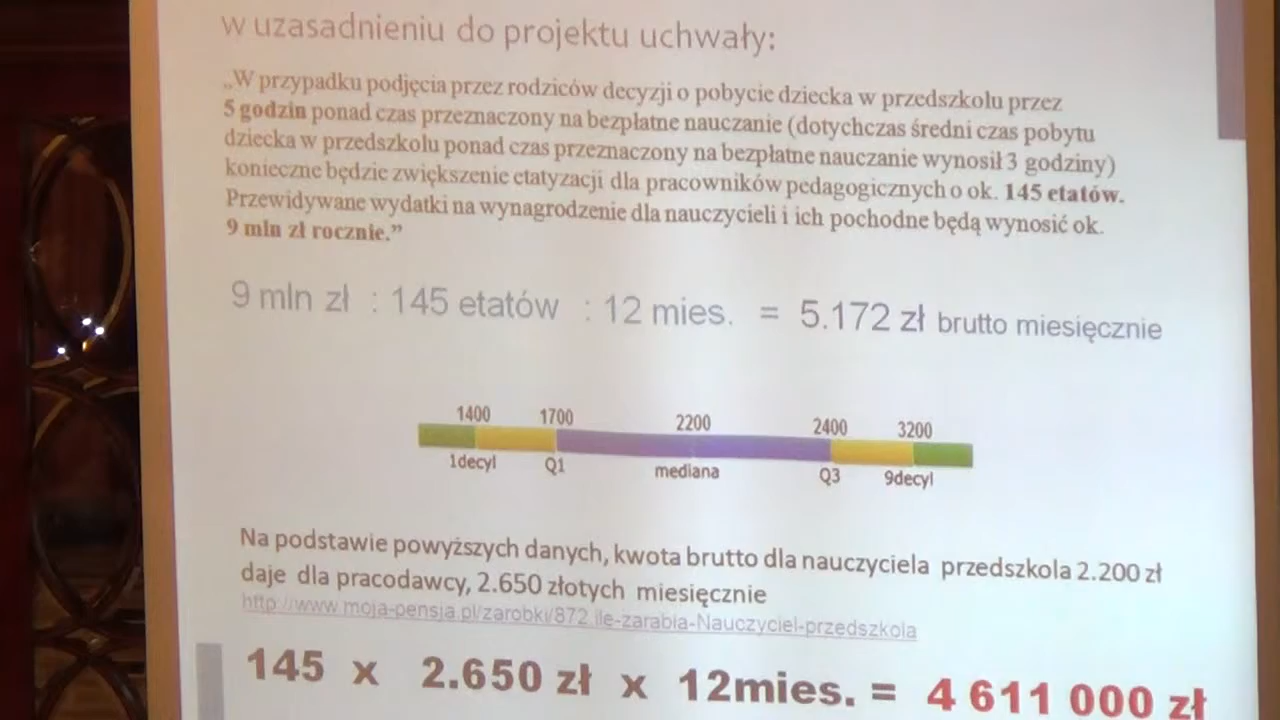 w uzasadnieniu do projektu uchwały:
„W przypadku podjęcia przez rodziców decyzji o pobycie dziecka w przedszkolu przez
5 godzin ponad czas przeznaczony na bezpłatne nauczanie (dotychczas średni czas pobytu
dziecka w przedszkolu ponad czas przeznaczony na bezpłatne nauczanie wynosił 3 godziny)
konieczne będzie zwiększenie etatyzacji dla pracowników pedagogicznych o ok. 145 etatów.
Przewidywane wydatki na wynagrodzenie dla nauczycieli i ich pochodne będą wynosić ok.
9 mln zł rocznie.”
9 mln zł : 145 etatów : 12 mies. = 5.172 zł brutto miesięcznie
1400 1700 2200 2400 3200
1decyl Q1 mediana Q3 9decyl
Na podstawie powyższych danych, kwota brutto dla nauczyciela przedszkola 2.200 zł
daje dla pracodawcy, 2.650 złotych miesięcznie
http://www.moja-pensja.pl/zarobki/872,ile-zarabia-Nauczyciel-przedszkola
145 x 2.650 zł x 12mies. = 4 611 000 zł